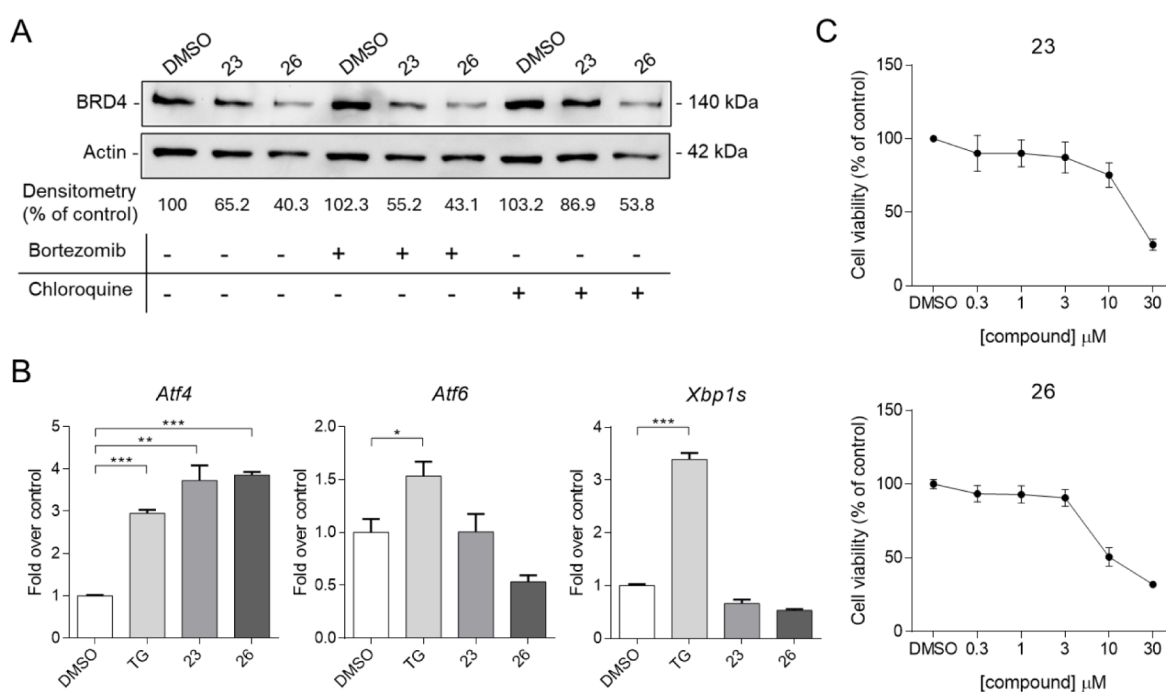 A
DMSO 23 26 DMSO 23 26 DMSO 23 26
BRD4 - - 140 kDa
Actin - - 42 kDa
Densitometry
(% of control) 100 65.2 40.3 102.3 55.2 43.1 103.2 86.9 53.8
Bortezomib - - - + + + - - -
Chloroquine - - - - - - + + +
B
Atf4
***
**
***
Fold over control
5
4
3
2
1
0
DMSO TG 23 26
Atf6
*
Fold over control
2.0
1.5
1.0
0.5
0.0
DMSO TG 23 26
Xbp1s
***
Fold over control
4
3
2
1
0
DMSO TG 23 26
C
23
Cell viability (% of control)
150
100
50
0
DMSO 0.3 1 3 10 30
[compound] μM
26
Cell viability (% of control)
150
100
50
0
DMSO 0.3 1 3 10 30
[compound] μM